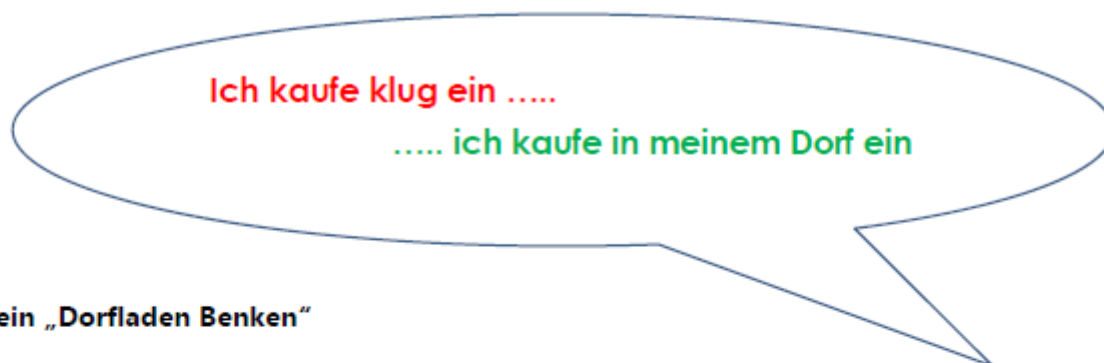 Ich kaufe klug ein …..
….. ich kaufe in meinem Dorf ein
ein „Dorfladen Benken“